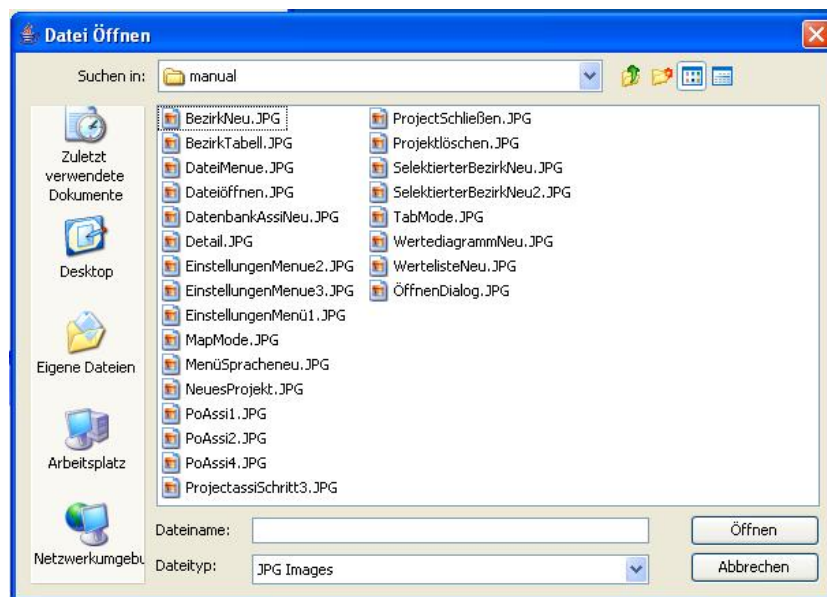 Datei Öffnen
Suchen in:
manual
Zuletzt
verwendete
Dokumente
Desktop
Eigene Dateien
Arbeitsplatz
Netzwerkumgebu
BezirkNeu.JPG
BezirkTabell.JPG
DateiMenue.JPG
Dateiöffnen.JPG
DatenbankAssiNeu.JPG
Detail.JPG
EinstellungenMenue2.JPG
EinstellungenMenue3.JPG
EinstellungenMenü1.JPG
MapMode.JPG
MenüSpracheneu.JPG
NeuesProjekt.JPG
PoAssi1.JPG
PoAssi2.JPG
PoAssi4.JPG
ProjectassiSchritt3.JPG
ProjectSchließen.JPG
Projektlöschen.JPG
SelektierterBezirkNeu.JPG
SelektierterBezirkNeu2.JPG
TabMode.JPG
WertediagrammNeu.JPG
WertelisteNeu.JPG
ÖffnenDialog.JPG
Dateiname:
Öffnen
Dateityp:
JPG Images
Abbrechen